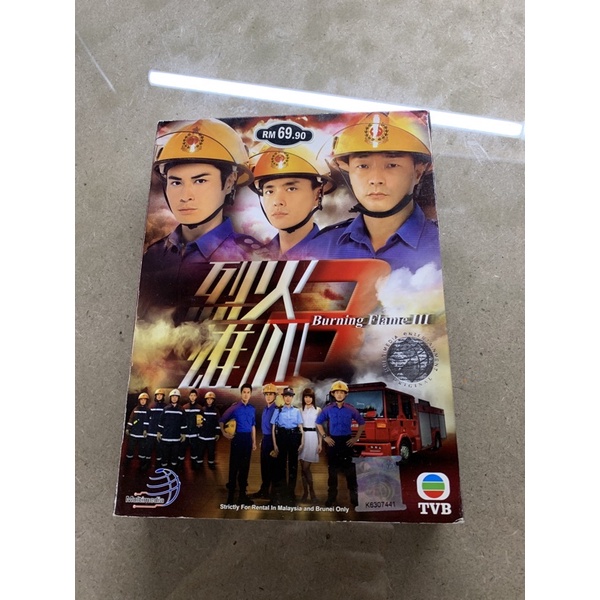 RM 69.90
烈火
雄心3
Burning Flame III
Multimedia
Strictly For Rental In Malaysia and Brunei Only
K6307441
TVB